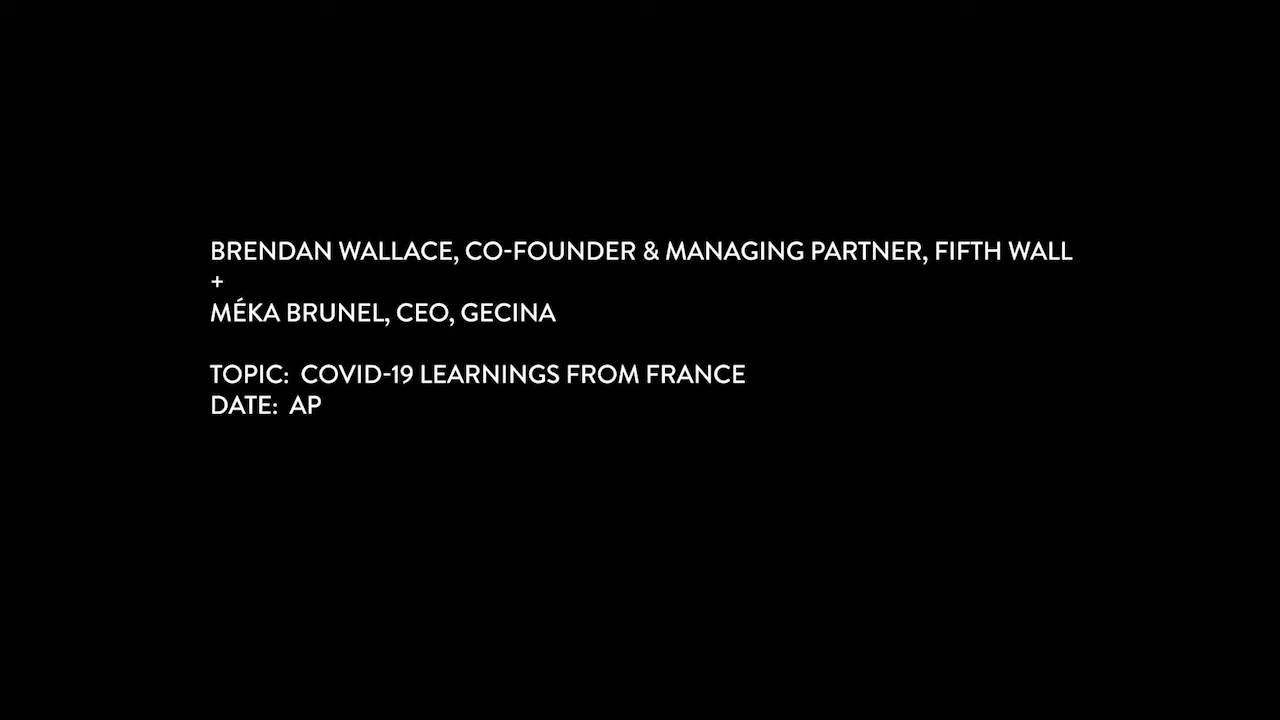 BRENDAN WALLACE, CO-FOUNDER & MANAGING PARTNER, FIFTH WALL
+
MÉKA BRUNEL, CEO, GECINA
TOPIC: COVID-19 LEARNINGS FROM FRANCE
DATE: AP